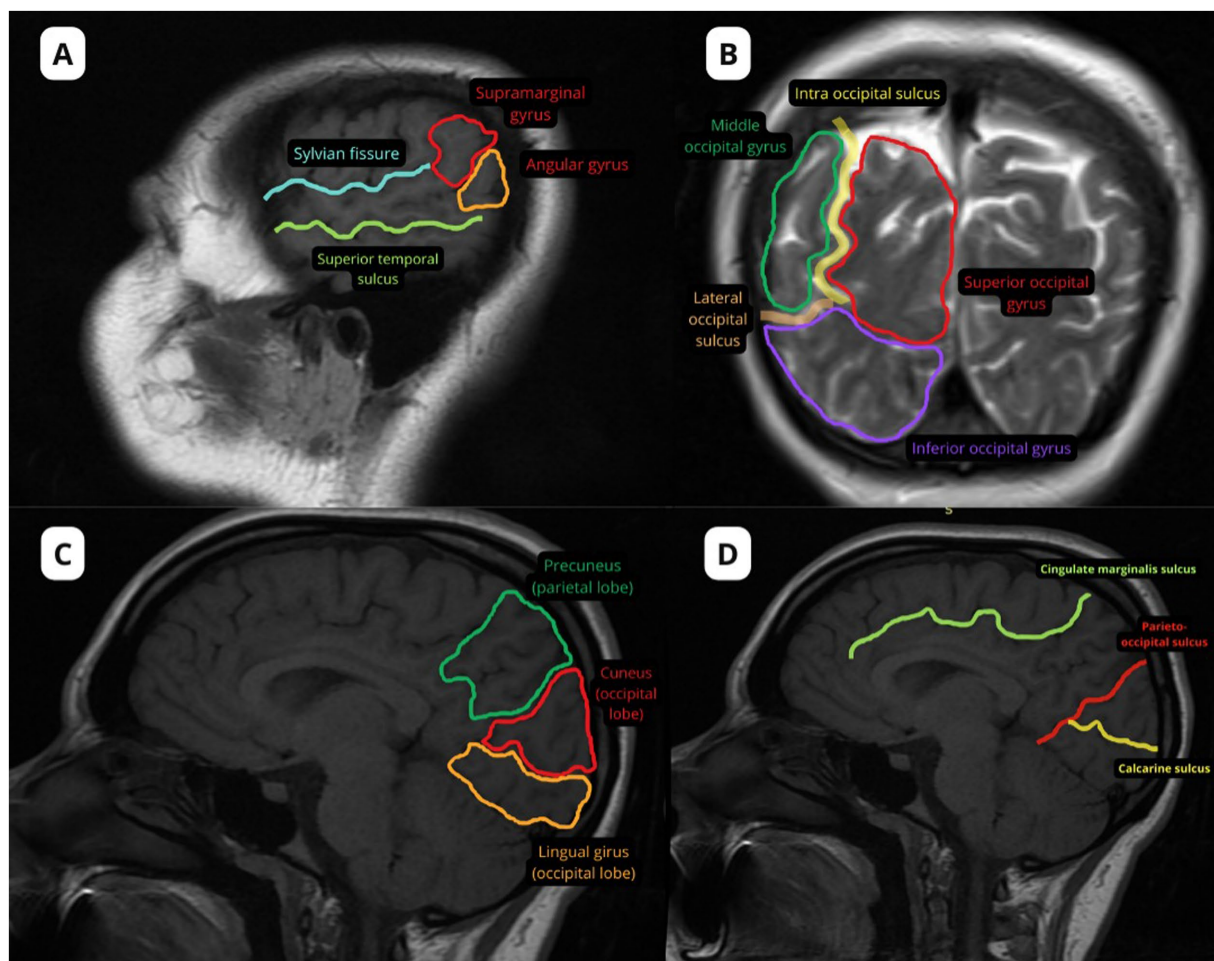 A
Supramarginal
gyrus
Sylvian fissure
Angular gyrus
Superior temporal
sulcus
B
Intra occipital sulcus
Middle
occipital gyrus
Lateral
occipital
sulcus
Superior occipital
gyrus
Inferior occipital gyrus
C
Precuneus
(parietal lobe)
Cuneus
(occipital
lobe)
Lingual girus
(occipital lobe)
s
D
Cingulate marginalis sulcus
Parieto-
occipital sulcus
Calcarine sulcus